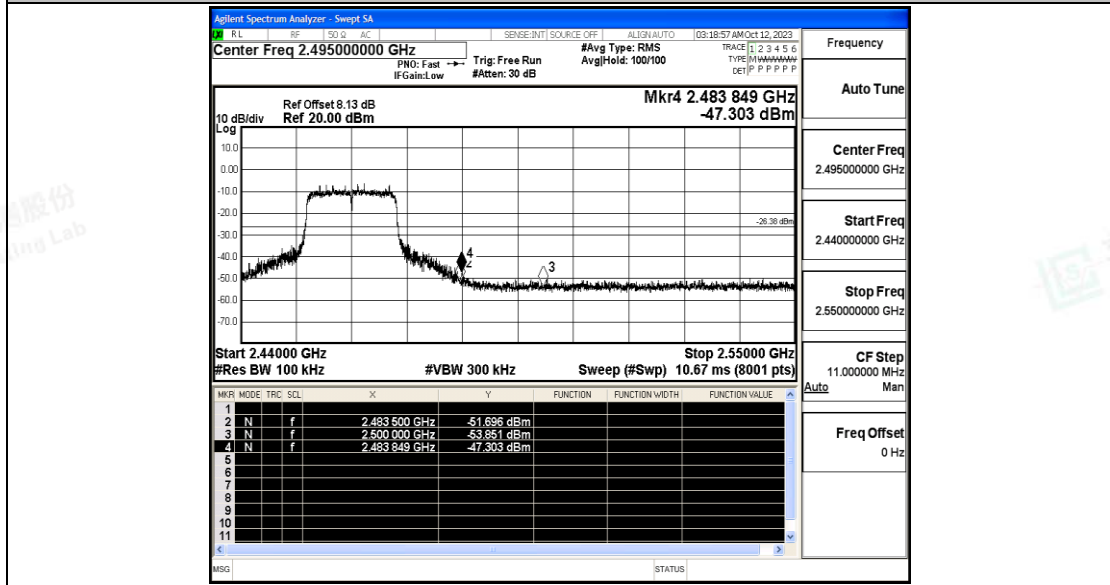 Agilent Spectrum Analyzer - Swept SA
RL RF 50 Ω AC SENSE:INT SOURCE OFF ALIGN AUTO 03:18:57 AM Oct 12, 2023
Center Freq 2.495000000 GHz
PNO: Fast
IFGain:Low
Trig: Free Run
#Atten: 30 dB
#Avg Type: RMS
Avg|Hold: 100/100
TRACE 1 2 3 4 5 6
TYPE M
DET P P P P P P
Mkr4 2.483 849 GHz
-47.303 dBm
Ref Offset 8.13 dB
10 dB/div Ref 20.00 dBm
Log
10.0
0.00
-10.0
-20.0
-26.38 dBm
-30.0
-40.0
-50.0
-60.0
-70.0
4
2
3
Start 2.44000 GHz Stop 2.55000 GHz
#Res BW 100 kHz #VBW 300 kHz Sweep (#Swp) 10.67 ms (8001 pts)
MKR MODE TRC SCL X Y FUNCTION FUNCTION WIDTH FUNCTION VALUE
1
2 N f 2.483 500 GHz -51.696 dBm
3 N f 2.500 000 GHz -53.851 dBm
4 N f 2.483 849 GHz -47.303 dBm
5
6
7
8
9
10
11
MSG STATUS
Frequency
Auto Tune
Center Freq
2.495000000 GHz
Start Freq
2.440000000 GHz
Stop Freq
2.550000000 GHz
CF Step
11.000000 MHz
Auto Man
Freq Offset
0 Hz
股份
Lab